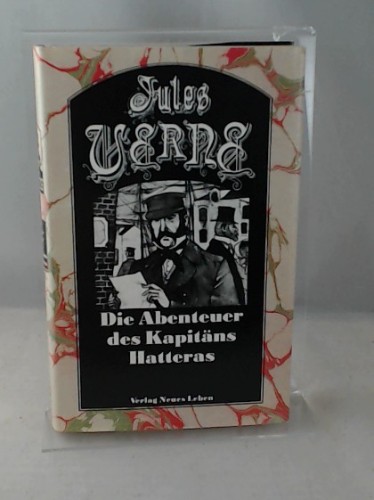 Jules
VERNE
Die Abenteuer
des Kapitäns
Hatteras
Verlag Neues Leben